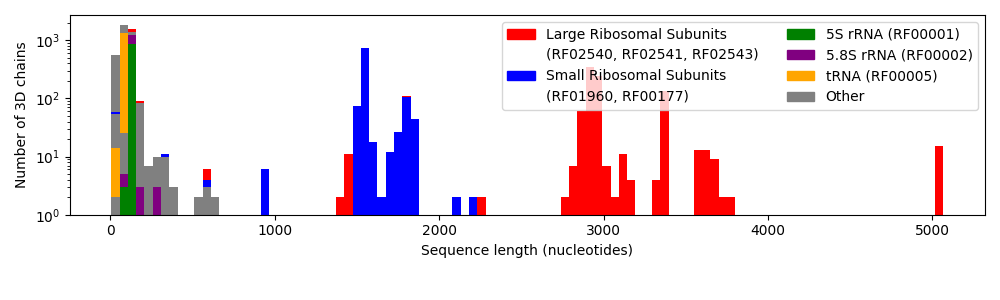 Number of 3D chains
10³
10²
10¹
10⁰
Large Ribosomal Subunits
(RF02540, RF02541, RF02543)
Small Ribosomal Subunits
(RF01960, RF00177)
5S rRNA (RF00001)
5.8S rRNA (RF00002)
tRNA (RF00005)
Other
0 1000 2000 3000 4000 5000
Sequence length (nucleotides)